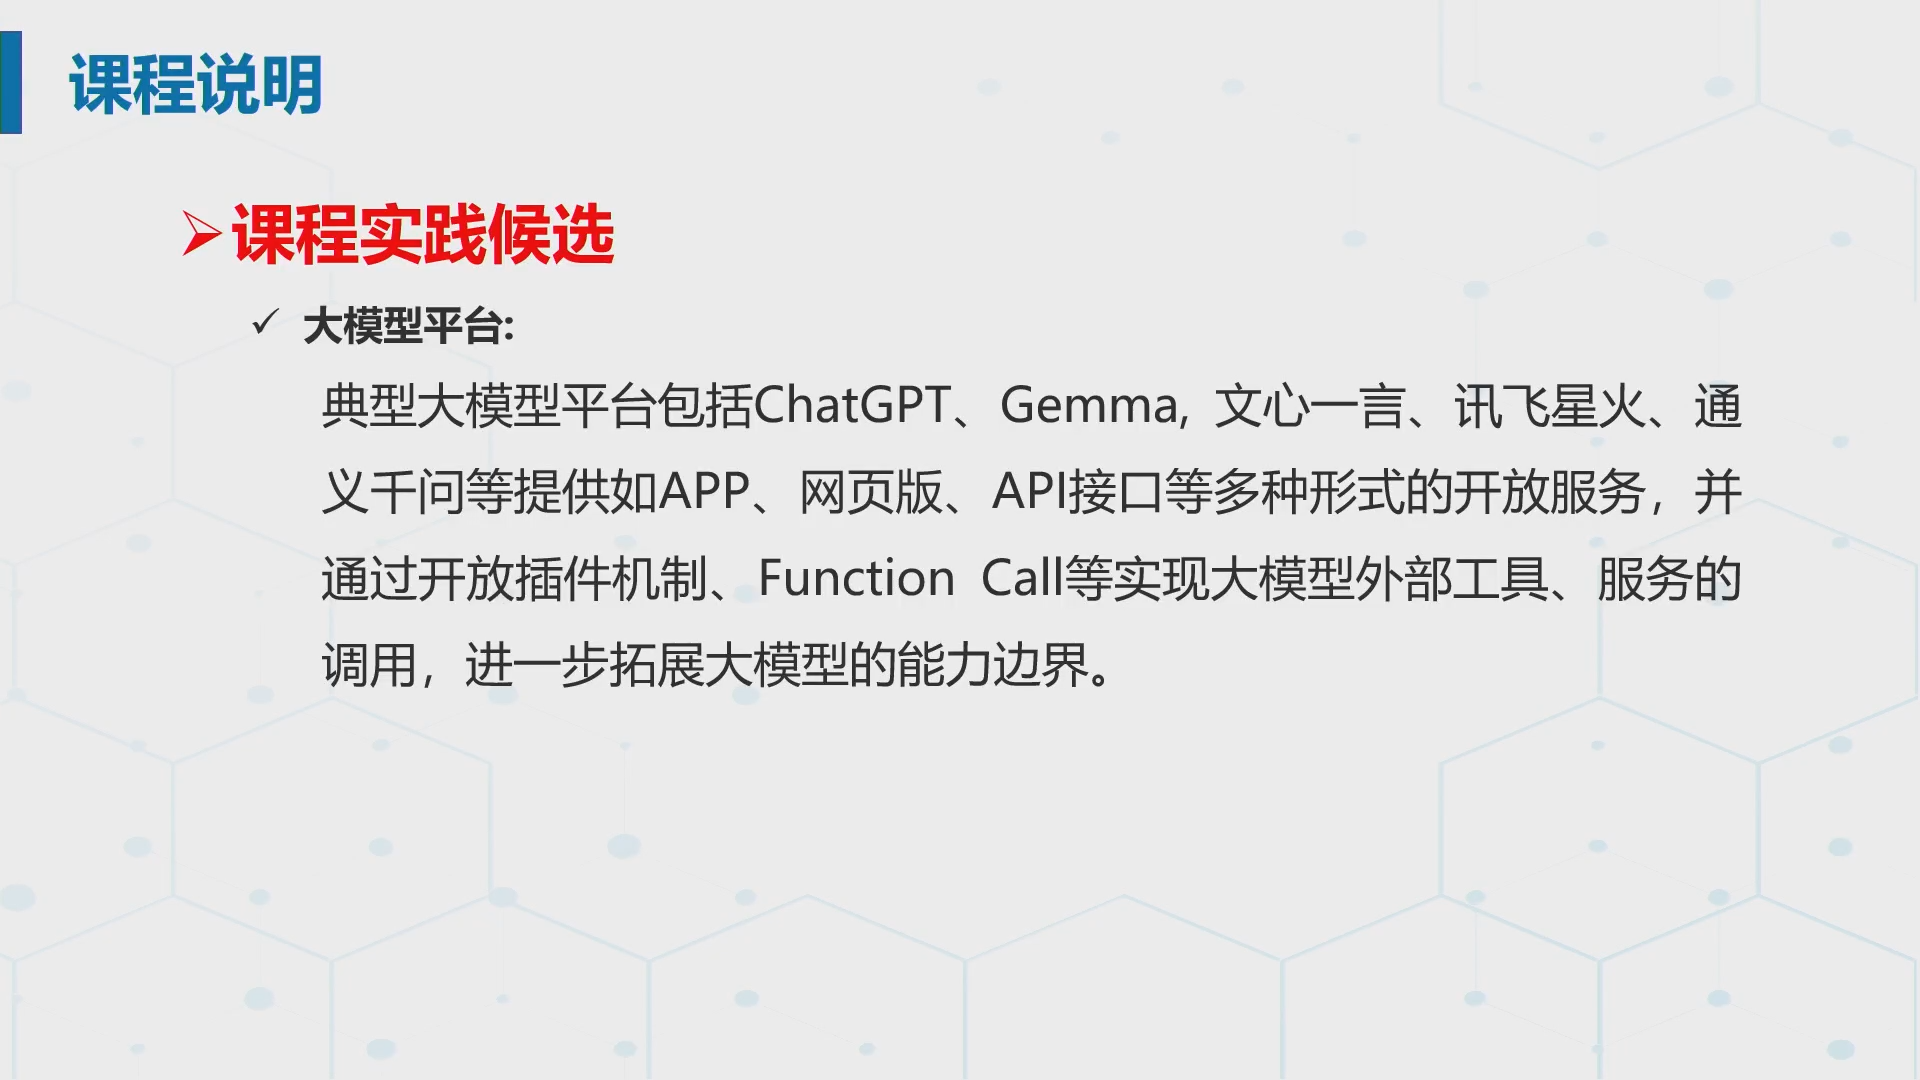 课程说明
课程实践候选
大模型平台:
典型大模型平台包括ChatGPT、Gemma, 文心一言、讯飞星火、通
义千问等提供如APP、网页版、API接口等多种形式的开放服务，并
通过开放插件机制、Function Call等实现大模型外部工具、服务的
调用，进一步拓展大模型的能力边界。